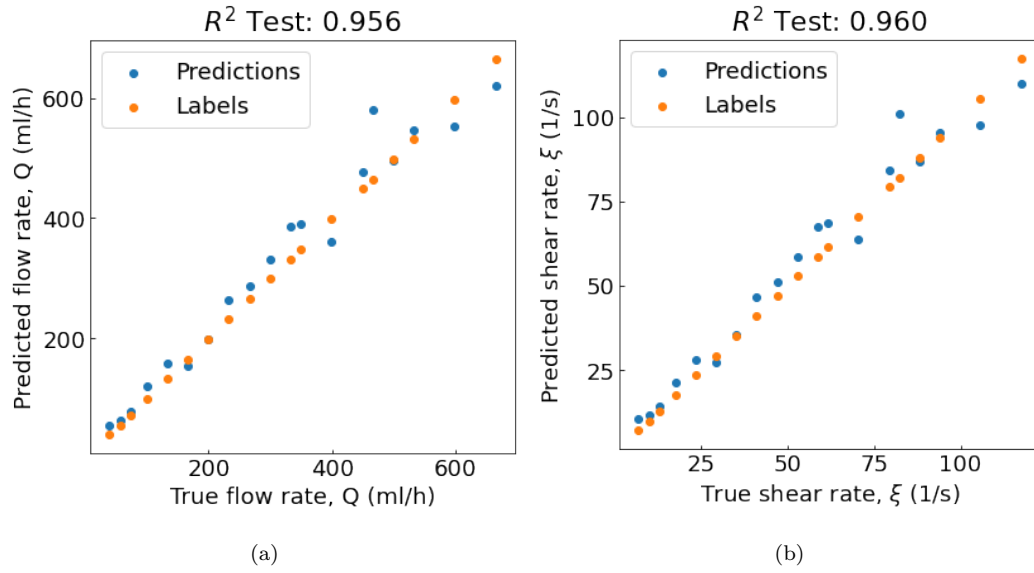 R² Test: 0.956
Predictions
Labels
600
400
200
Predicted flow rate, Q (ml/h)
200 400 600
True flow rate, Q (ml/h)
(a)
R² Test: 0.960
Predictions
Labels
100
75
50
25
Predicted shear rate, ξ (1/s)
25 50 75 100
True shear rate, ξ (1/s)
(b)